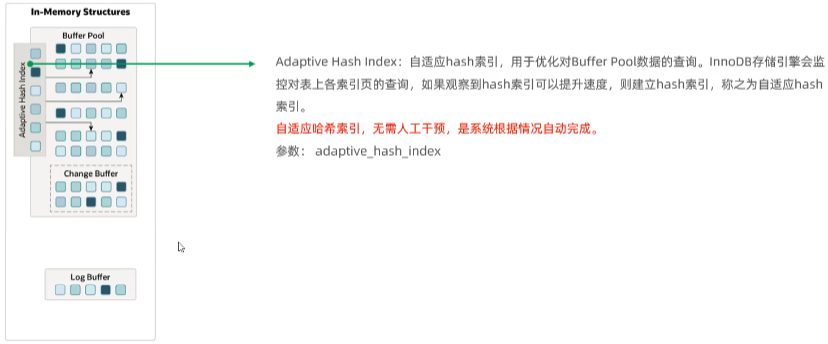 In-Memory Structures
Buffer Pool
Adaptive Hash Index
Change Buffer
Log Buffer
Adaptive Hash Index：自适应hash索引，用于优化对Buffer Pool数据的查询。InnoDB存储引擎会监
控对表上各索引页的查询，如果观察到hash索引可以提升速度，则建立hash索引，称之为自适应hash
索引。
自适应哈希索引，无需人工干预，是系统根据情况自动完成。
参数： adaptive_hash_index